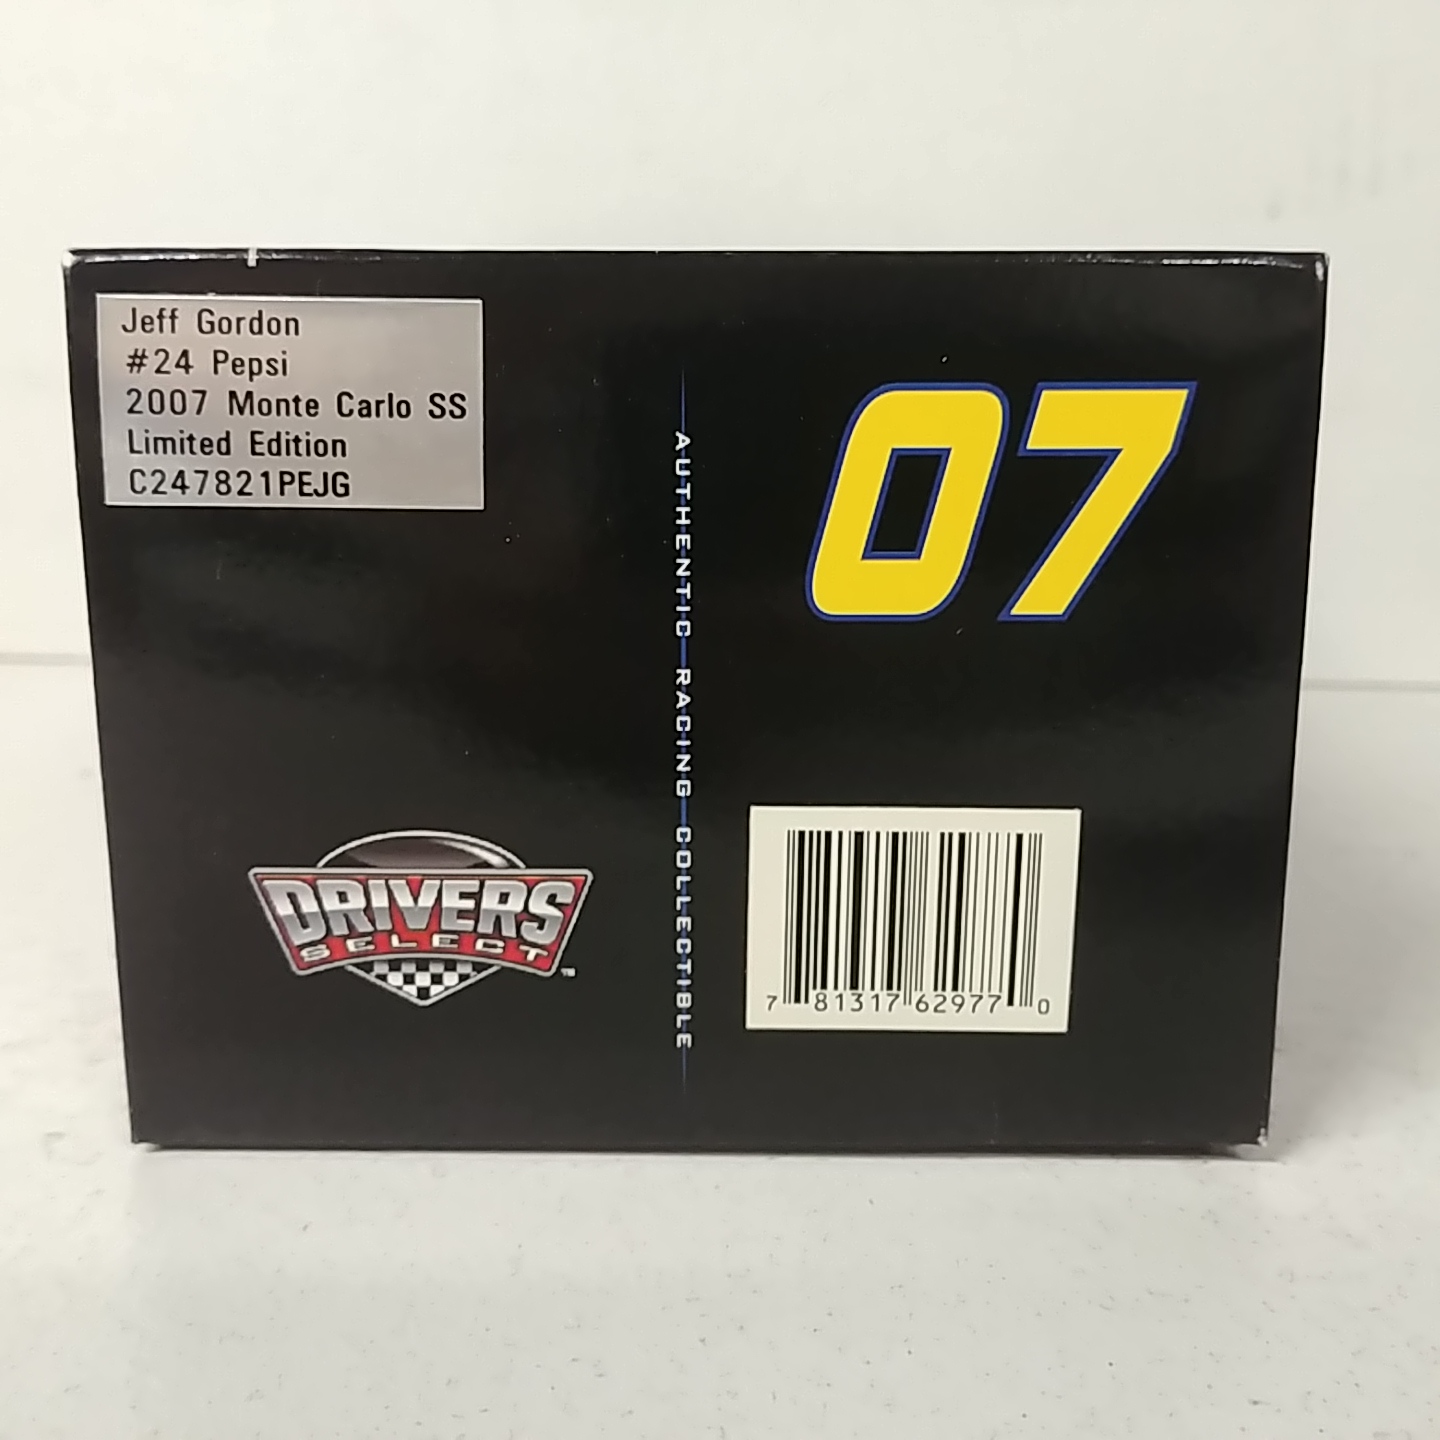 Jeff Gordon
#24 Pepsi
2007 Monte Carlo SS
Limited Edition
C247821PEJG
AUTHENTIC RACING COLLECTIBLE
07
DRIVERS
SELECT™
7 81317 62977 0